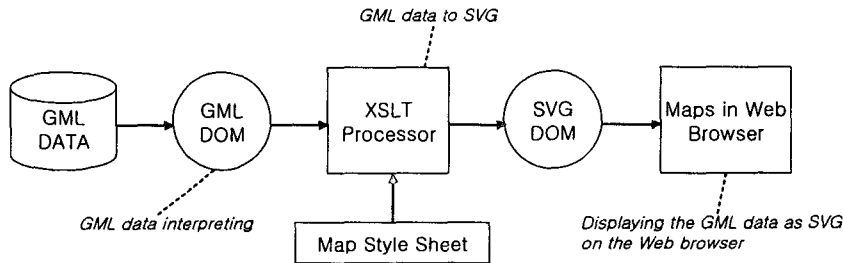 GML data to SVG
GML
DATA
GML
DOM
XSLT
Processor
SVG
DOM
Maps in Web
Browser
GML data interpreting
Map Style Sheet
Displaying the GML data as SVG
on the Web browser